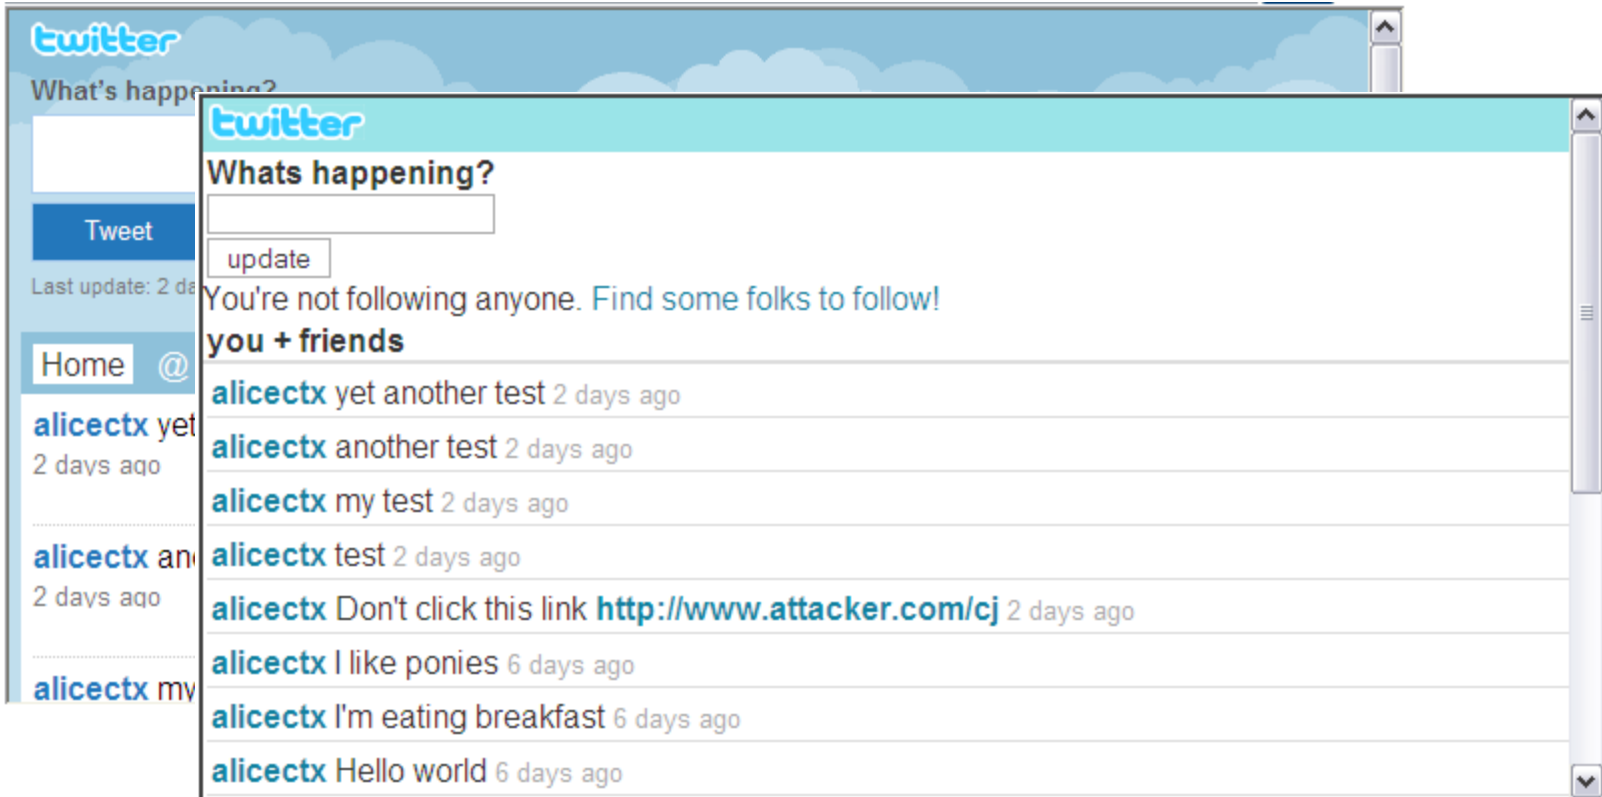 twitter
What's happening?
Tweet
Last update: 2 da
Home @
alicectx yet
2 days ago
alicectx an
2 days ago
alicectx my
twitter
Whats happening?
update
You're not following anyone. Find some folks to follow!
you + friends
alicectx yet another test 2 days ago
alicectx another test 2 days ago
alicectx my test 2 days ago
alicectx test 2 days ago
alicectx Don't click this link http://www.attacker.com/cj 2 days ago
alicectx I like ponies 6 days ago
alicectx I'm eating breakfast 6 days ago
alicectx Hello world 6 days ago